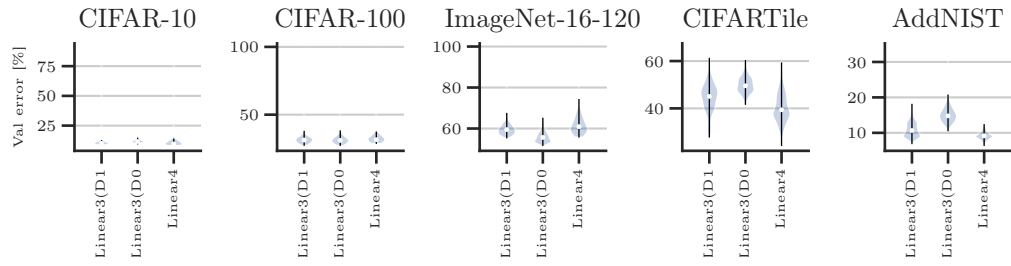 CIFAR-10
CIFAR-100
ImageNet-16-120
CIFARTile
AddNIST
Val error [%]
75
50
25
100
50
100
80
60
60
40
30
20
10
Linear3(D1
Linear3(D0
Linear4
Linear3(D1
Linear3(D0
Linear4
Linear3(D1
Linear3(D0
Linear4
Linear3(D1
Linear3(D0
Linear4
Linear3(D1
Linear3(D0
Linear4